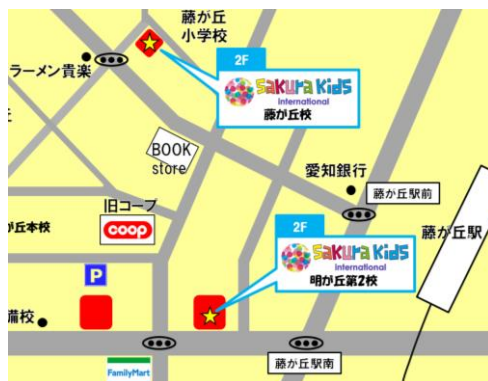 藤が丘
小学校
ラーメン貴楽
2F
Sakura Kids
international
藤が丘校
BOOK
store
愛知銀行
藤が丘駅前
旧コープ
coop
が丘本校
2F
Sakura Kids
international
明が丘第2校
藤が丘駅
P
備校
藤が丘駅南
FamilyMart